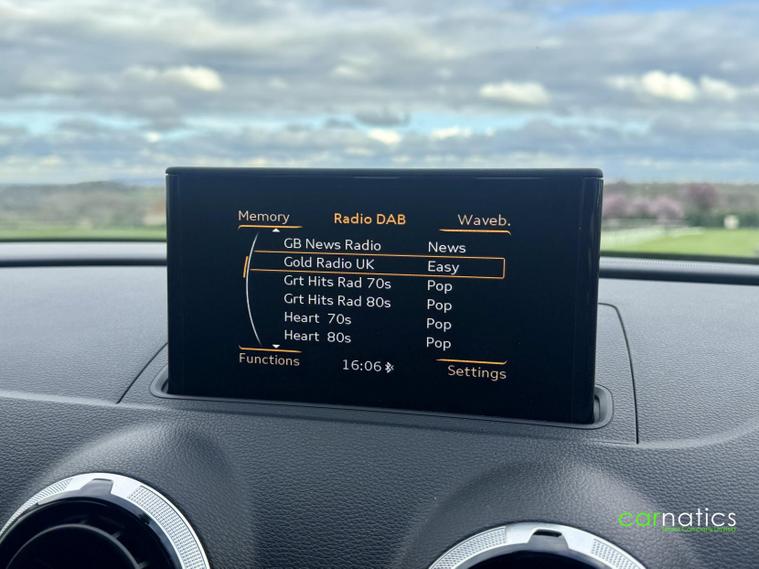 Memory Radio DAB Waveb.
GB News Radio News
Gold Radio UK Easy
Grt Hits Rad 70s Pop
Grt Hits Rad 80s Pop
Heart 70s Pop
Heart 80s Pop
Functions 16:06 Settings
carnatics